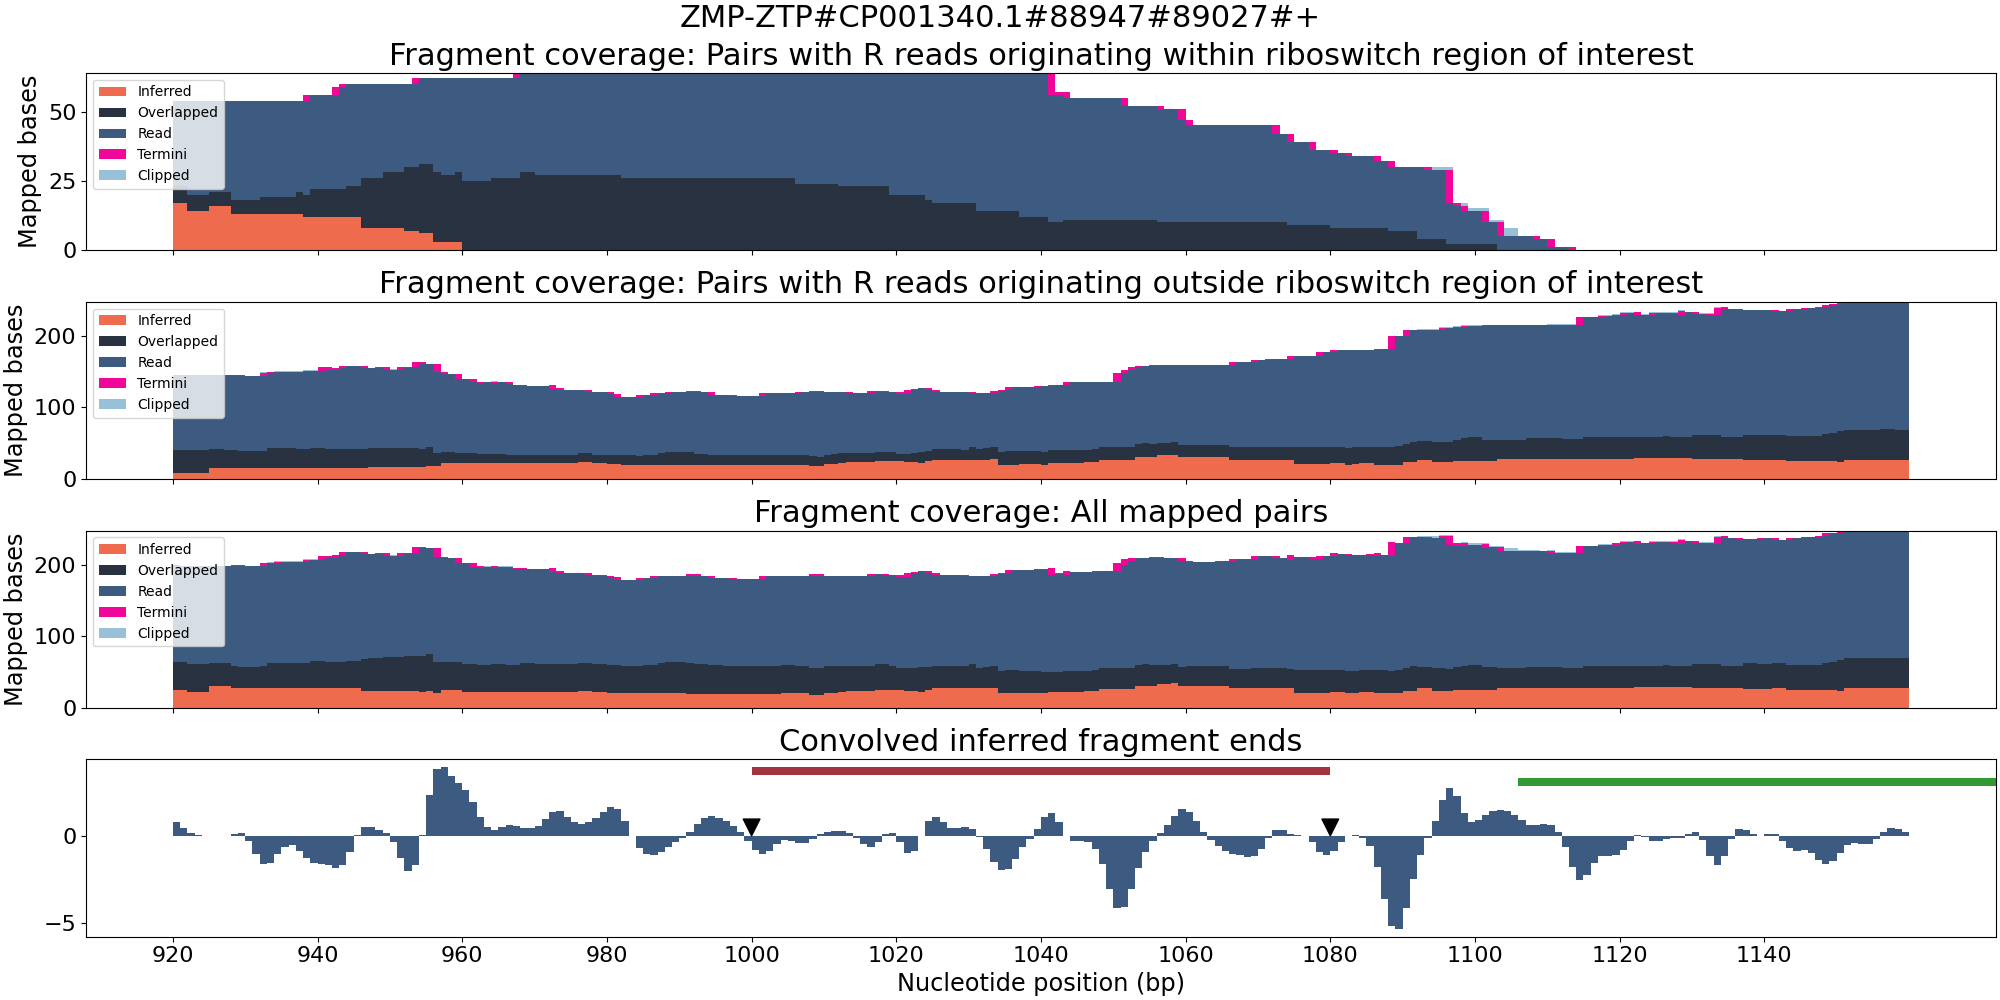 ZMP-ZTP#CP001340.1#88947#89027#+
Fragment coverage: Pairs with R reads originating within riboswitch region of interest
Mapped bases
50
25
0
Inferred
Overlapped
Read
Termini
Clipped
Fragment coverage: Pairs with R reads originating outside riboswitch region of interest
Mapped bases
200
100
0
Inferred
Overlapped
Read
Termini
Clipped
Fragment coverage: All mapped pairs
Mapped bases
200
100
0
Inferred
Overlapped
Read
Termini
Clipped
Convolved inferred fragment ends
0
−5
920 940 960 980 1000 1020 1040 1060 1080 1100 1120 1140
Nucleotide position (bp)